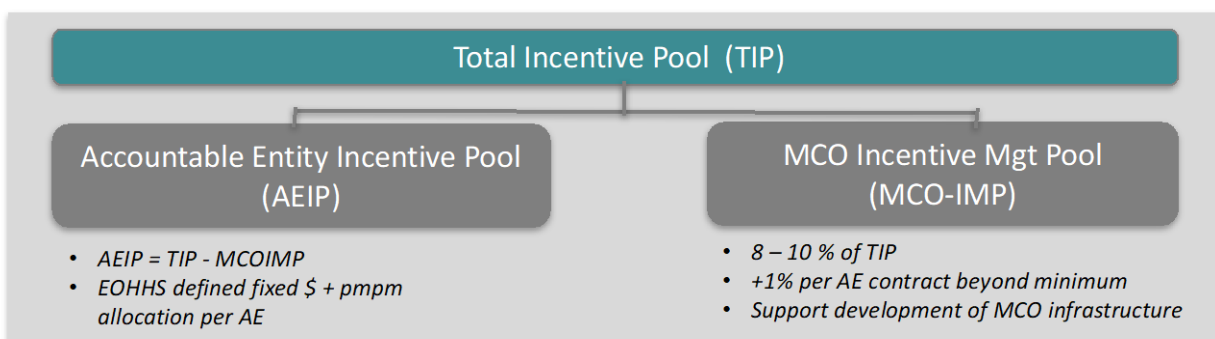 Total Incentive Pool (TIP)
Accountable Entity Incentive Pool
(AEIP)
• AEIP = TIP - MCOIMP
• EOHHS defined fixed $ + pmpm
allocation per AE
MCO Incentive Mgt Pool
(MCO-IMP)
• 8 – 10 % of TIP
• +1% per AE contract beyond minimum
• Support development of MCO infrastructure